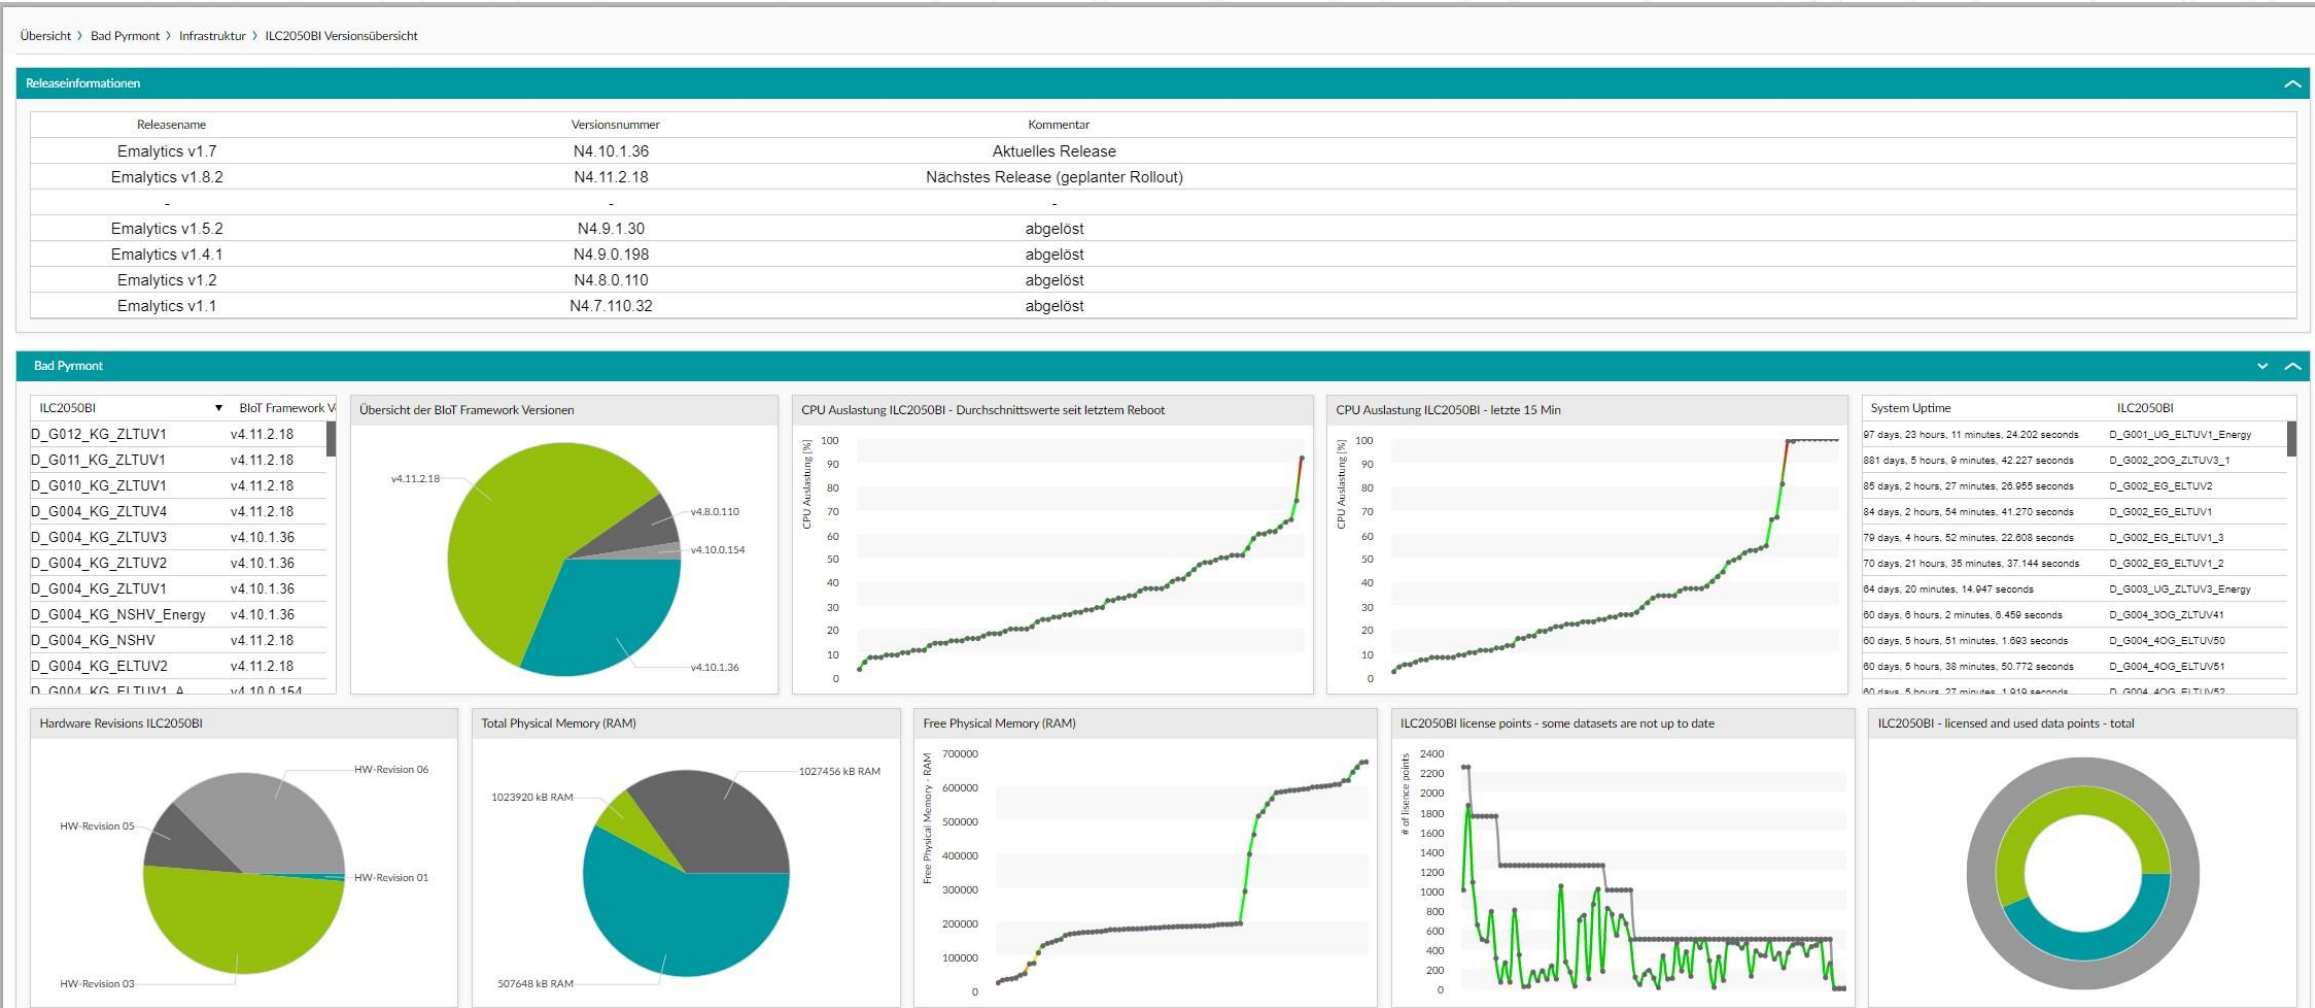 Übersicht > Bad Pyrmont > Infrastruktur > ILC2050BI Versionsübersicht
Releaseinformationen
Releasename Versionsnummer Kommentar
Emalytics v1.7 N4.10.1.36 Aktuelles Release
Emalytics v1.8.2 N4.11.2.18 Nächstes Release (geplanter Rollout)
- - -
Emalytics v1.5.2 N4.9.1.30 abgelöst
Emalytics v1.4.1 N4.9.0.198 abgelöst
Emalytics v1.2 N4.8.0.110 abgelöst
Emalytics v1.1 N4.7.110.32 abgelöst
Bad Pyrmont
ILC2050BI BIoT Framework V
D_G012_KG_ZLTUV1 v4.11.2.18
D_G011_KG_ZLTUV1 v4.11.2.18
D_G010_KG_ZLTUV1 v4.11.2.18
D_G004_KG_ZLTUV4 v4.11.2.18
D_G004_KG_ZLTUV3 v4.10.1.36
D_G004_KG_ZLTUV2 v4.10.1.36
D_G004_KG_ZLTUV1 v4.10.1.36
D_G004_KG_NSHV_Energy v4.10.1.36
D_G004_KG_NSHV v4.11.2.18
D_G004_KG_ELTUV2 v4.11.2.18
D_G004_KG_ELTUV1_A v4.10.0.154
Übersicht der BIoT Framework Versionen
v4.11.2.18
v4.8.0.110
v4.10.0.154
v4.10.1.36
CPU Auslastung ILC2050BI - Durchschnittswerte seit letztem Reboot
CPU Auslastung [%]
100
90
80
70
60
50
40
30
20
10
0
CPU Auslastung ILC2050BI - letzte 15 Min
CPU Auslastung [%]
100
90
80
70
60
50
40
30
20
10
0
System Uptime ILC2050BI
97 days, 23 hours, 11 minutes, 24.202 seconds D_G001_UG_ELTUV1_Energy
881 days, 5 hours, 9 minutes, 42.227 seconds D_G002_2OG_ZLTUV3_1
85 days, 2 hours, 27 minutes, 26.955 seconds D_G002_EG_ELTUV2
84 days, 2 hours, 54 minutes, 41.270 seconds D_G002_EG_ELTUV1
79 days, 4 hours, 52 minutes, 22.608 seconds D_G002_EG_ELTUV1_3
70 days, 21 hours, 35 minutes, 37.144 seconds D_G002_EG_ELTUV1_2
64 days, 20 minutes, 14.947 seconds D_G003_UG_ZLTUV3_Energy
60 days, 6 hours, 2 minutes, 6.459 seconds D_G004_3OG_ZLTUV41
60 days, 5 hours, 51 minutes, 1.693 seconds D_G004_4OG_ELTUV50
60 days, 5 hours, 38 minutes, 50.772 seconds D_G004_4OG_ELTUV51
60 days, 5 hours, 27 minutes, 1.919 seconds D_G004_4OG_ELTUV52
Hardware Revisions ILC2050BI
HW-Revision 06
HW-Revision 05
HW-Revision 01
HW-Revision 03
Total Physical Memory (RAM)
1027456 kB RAM
1023920 kB RAM
507648 kB RAM
Free Physical Memory (RAM)
Free Physical Memory - RAM
700000
600000
500000
400000
300000
200000
100000
0
ILC2050BI license points - some datasets are not up to date
# of lisence points
2400
2200
2000
1800
1600
1400
1200
1000
800
600
400
200
0
ILC2050BI - licensed and used data points - total